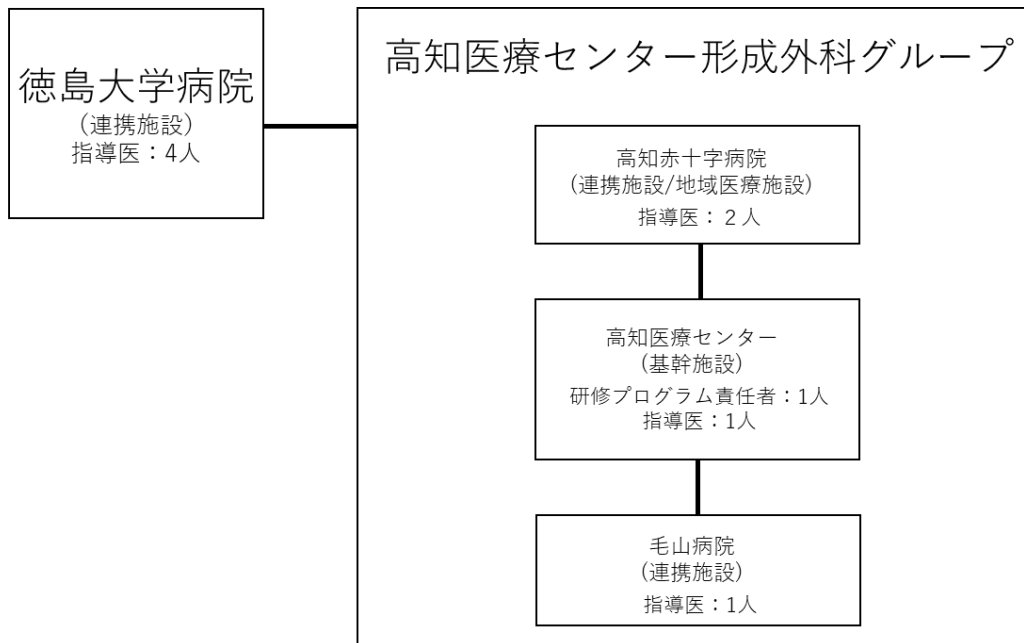 徳島大学病院
(連携施設)
指導医：4人
高知医療センター形成外科グループ
高知赤十字病院
(連携施設/地域医療施設)
指導医：２人
高知医療センター
(基幹施設)
研修プログラム責任者：1人
指導医：1人
毛山病院
(連携施設)
指導医：1人